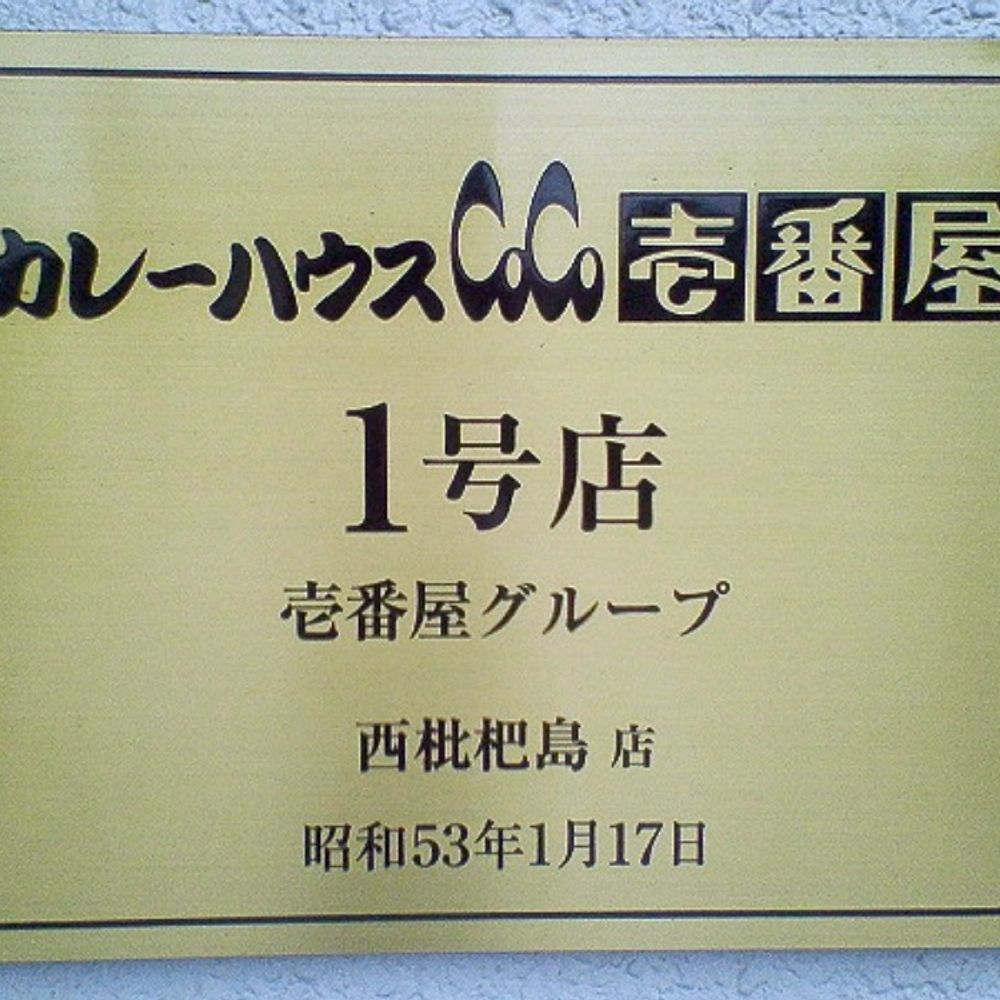 カレーハウスCoCo壱番屋
1号店
壱番屋グループ
西枇杷島 店
昭和53年1月17日